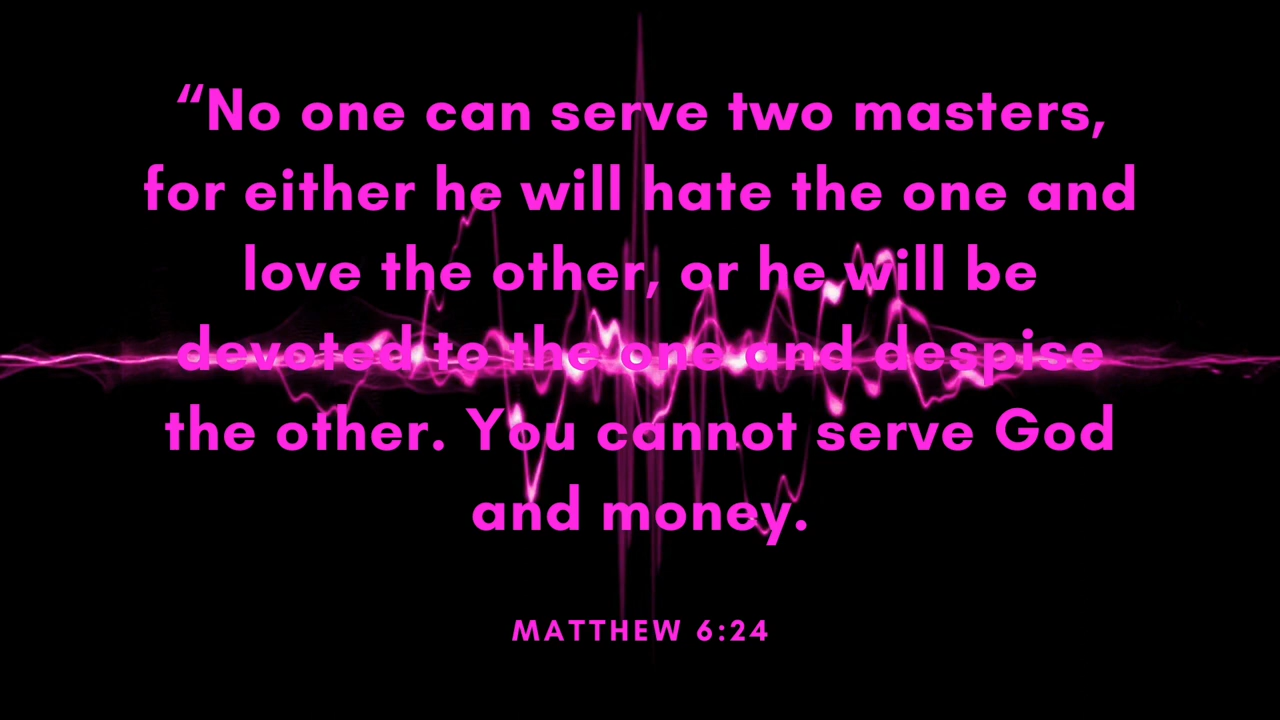 “No one can serve two masters,
for either he will hate the one and
love the other, or he will be
devoted to the one and despise
the other. You cannot serve God
and money.
MATTHEW 6:24